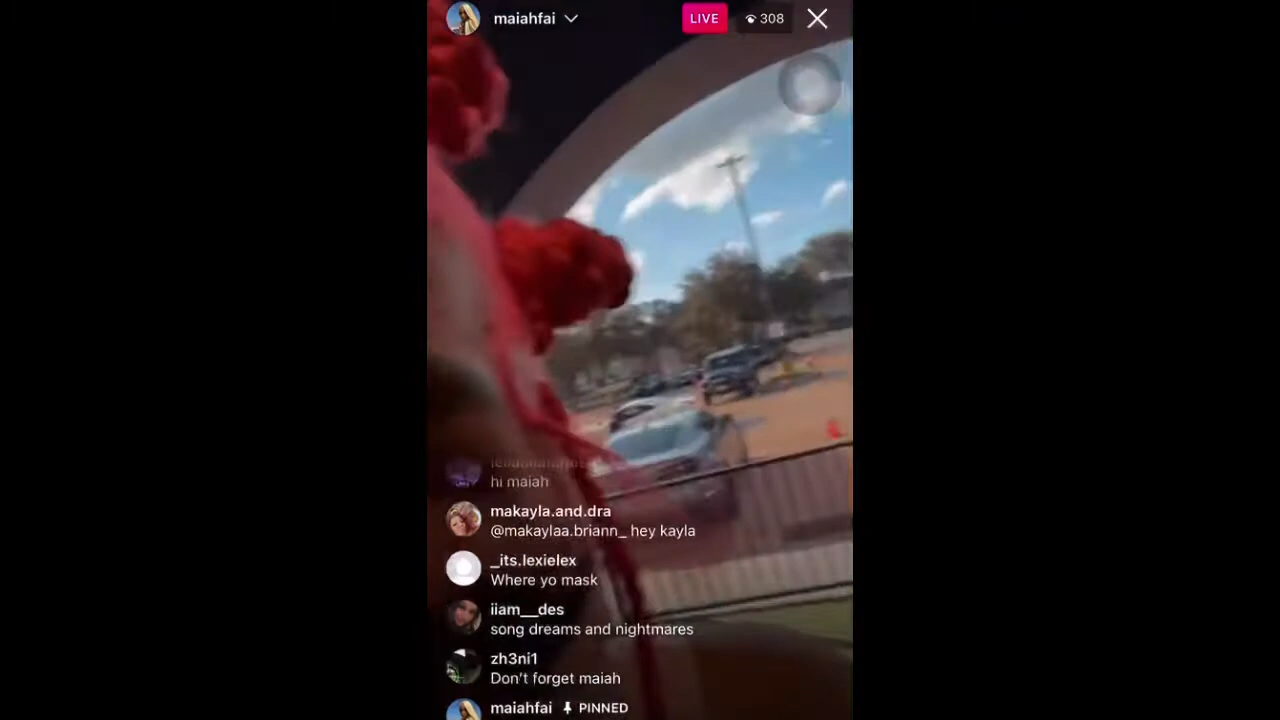 maiahfai
LIVE
308
hi maiah
makayla.and.dra
@makaylaa.briann_ hey kayla
_its.lexielex
Where yo mask
iiam__des
song dreams and nightmares
zh3ni1
Don't forget maiah
maiahfai PINNED